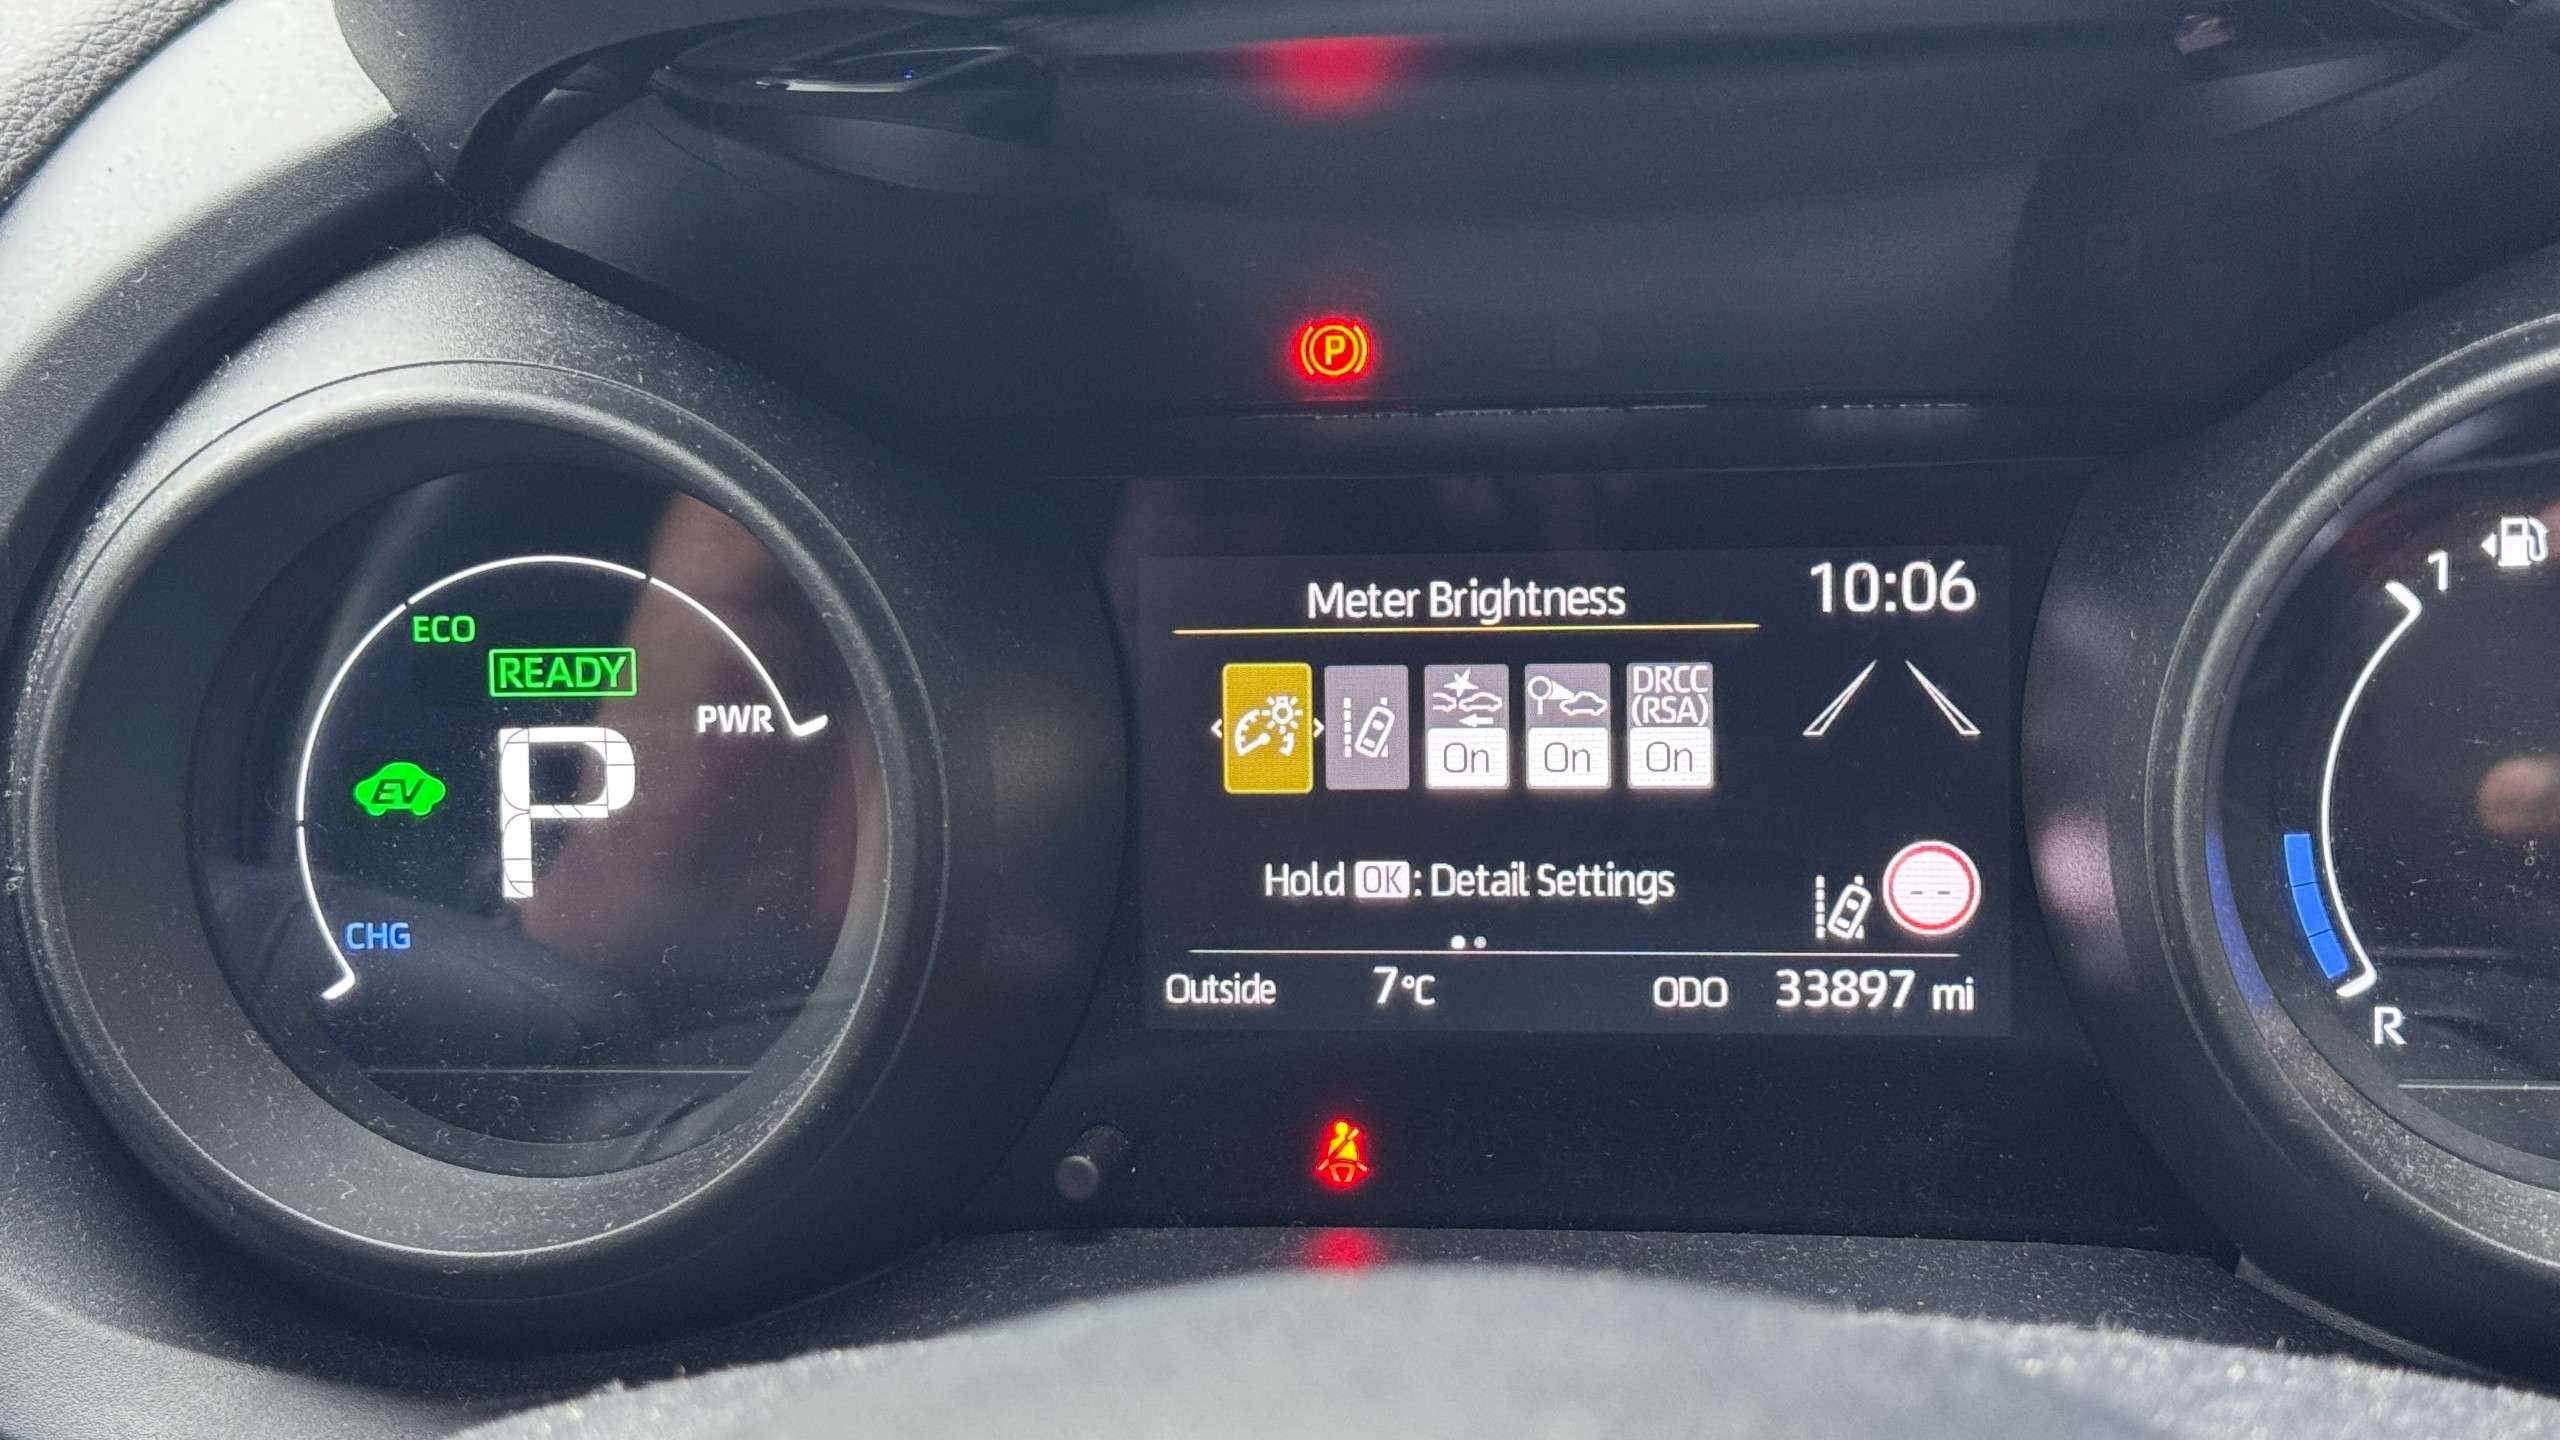 P
ECO
READY
PWR
EV
P
CHG
Meter Brightness
10:06
DRCC
(RSA)
On
On
On
Hold OK: Detail Settings
--
Outside 7°C ODO 33897 mi
1
R